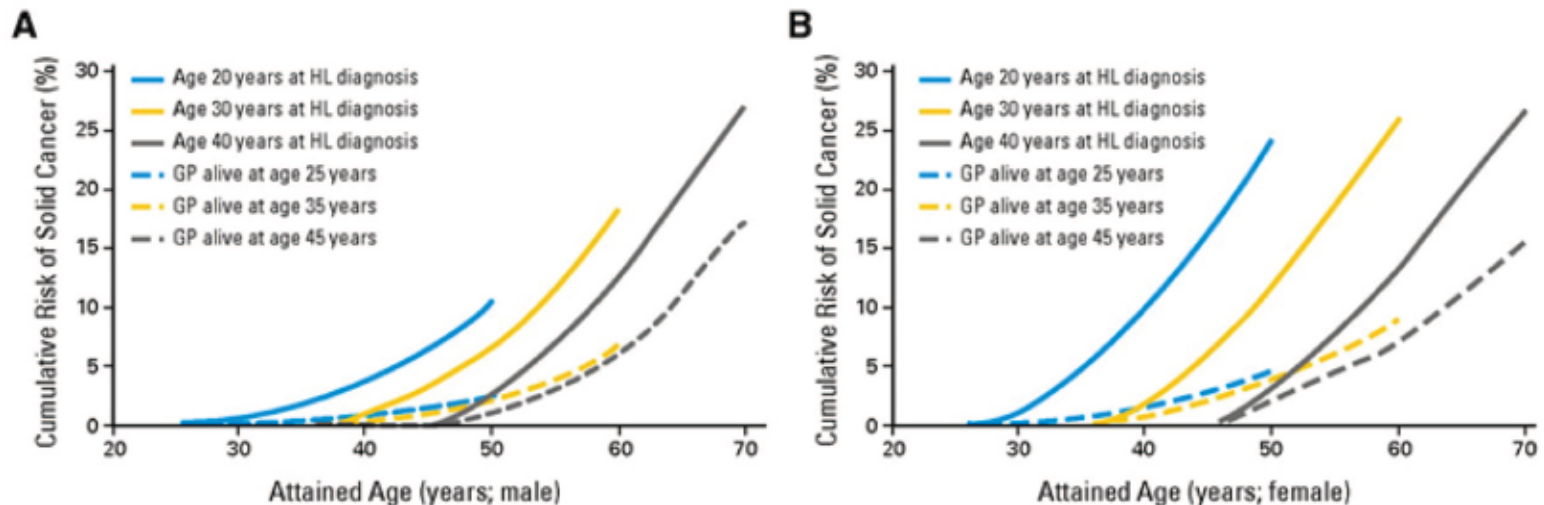 A
Cumulative Risk of Solid Cancer (%)
30
25
20
15
10
5
0
Age 20 years at HL diagnosis
Age 30 years at HL diagnosis
Age 40 years at HL diagnosis
GP alive at age 25 years
GP alive at age 35 years
GP alive at age 45 years
20 30 40 50 60 70
Attained Age (years; male)
B
Cumulative Risk of Solid Cancer (%)
30
25
20
15
10
5
0
Age 20 years at HL diagnosis
Age 30 years at HL diagnosis
Age 40 years at HL diagnosis
GP alive at age 25 years
GP alive at age 35 years
GP alive at age 45 years
20 30 40 50 60 70
Attained Age (years; female)